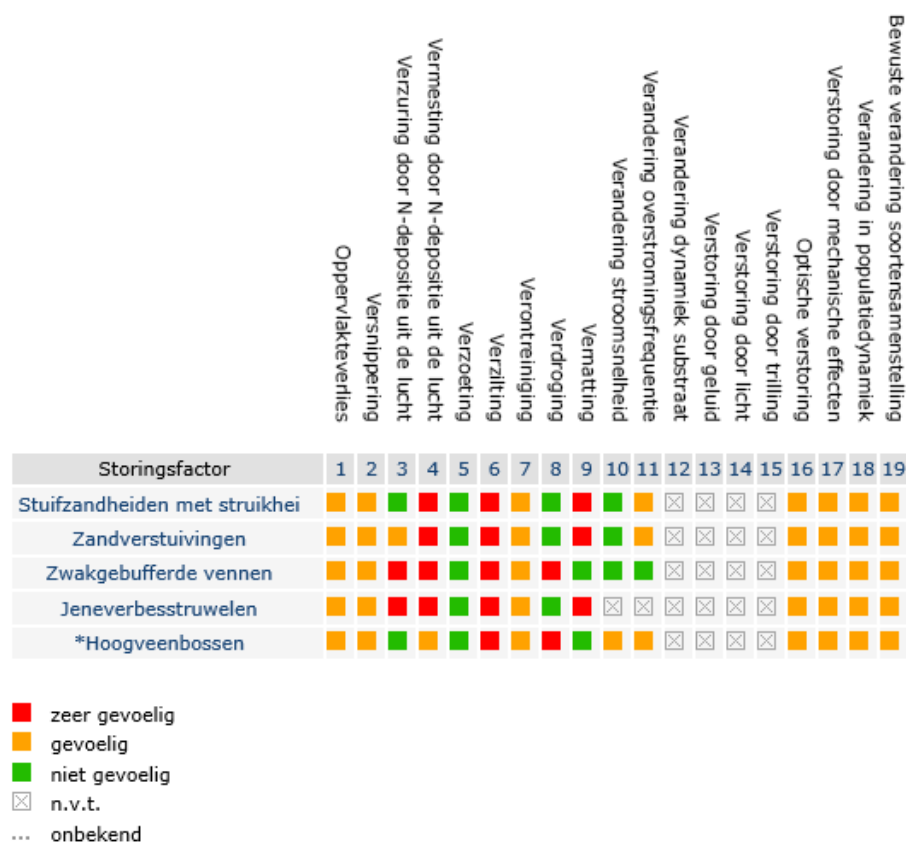 Oppervlakteverlies
Versnippering
Verzuring door N-depositie uit de lucht
Vermesting door N-depositie uit de lucht
Verzoeting
Verzilting
Verontreiniging
Verdroging
Vernatting
Verandering stroomsnelheid
Verandering overstromingsfrequentie
Verandering dynamiek substraat
Verstoring door geluid
Verstoring door licht
Verstoring door trilling
Optische verstoring
Verstoring door mechanische effecten
Verandering in populatiedynamiek
Bewuste verandering soortensamenstelling
Storingsfactor 1 2 3 4 5 6 7 8 9 10 11 12 13 14 15 16 17 18 19
Stuifzandheiden met struikhei
Zandverstuivingen
Zwakgebufferde vennen
Jeneverbesstruwelen
*Hoogveenbossen
zeer gevoelig
gevoelig
niet gevoelig
n.v.t.
... onbekend